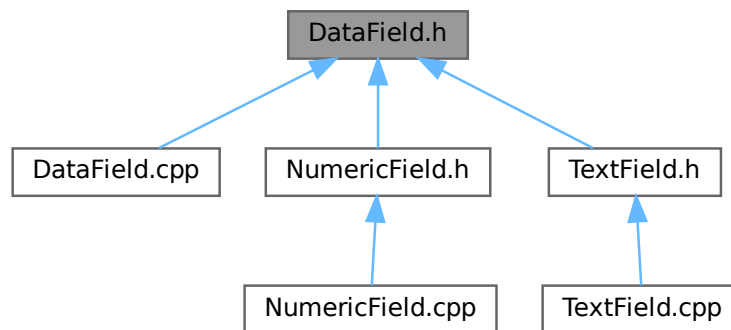 DataField.h
DataField.cpp
NumericField.h
TextField.h
NumericField.cpp
TextField.cpp